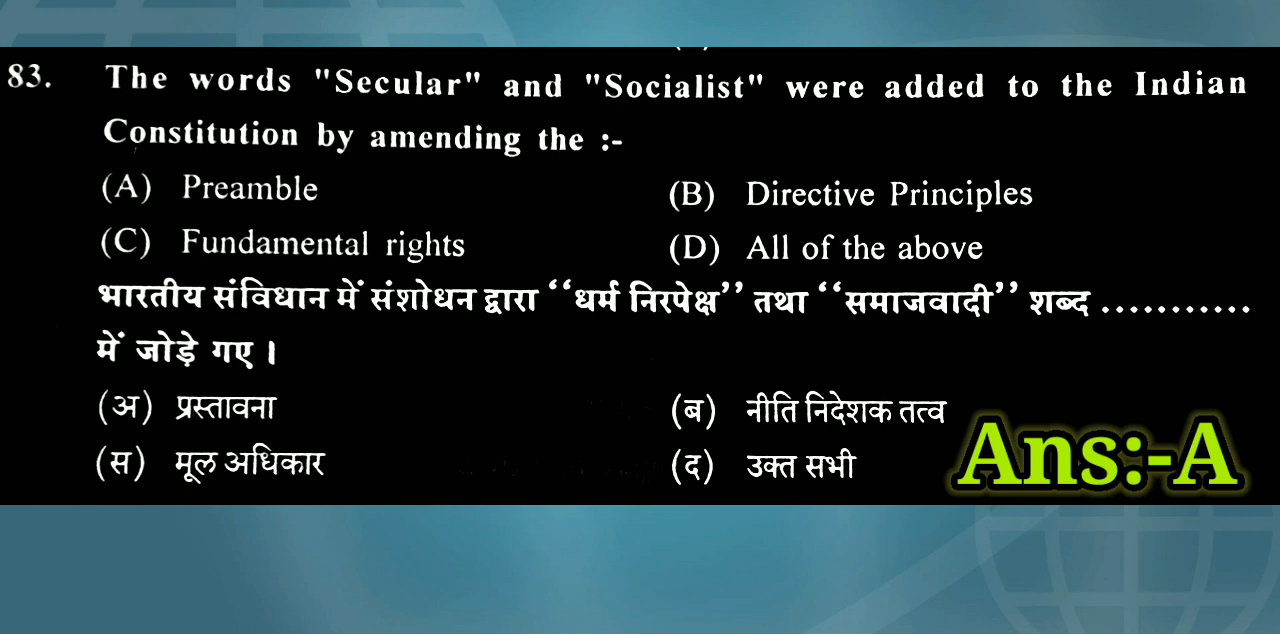 83. The words "Secular" and "Socialist" were added to the Indian
Constitution by amending the :-
(A) Preamble (B) Directive Principles
(C) Fundamental rights (D) All of the above
भारतीय संविधान में संशोधन द्वारा ‘‘धर्म निरपेक्ष’’ तथा ‘‘समाजवादी’’ शब्द ...........
में जोड़े गए ।
(अ) प्रस्तावना (ब) नीति निदेशक तत्व
(स) मूल अधिकार (द) उक्त सभी
Ans:-A